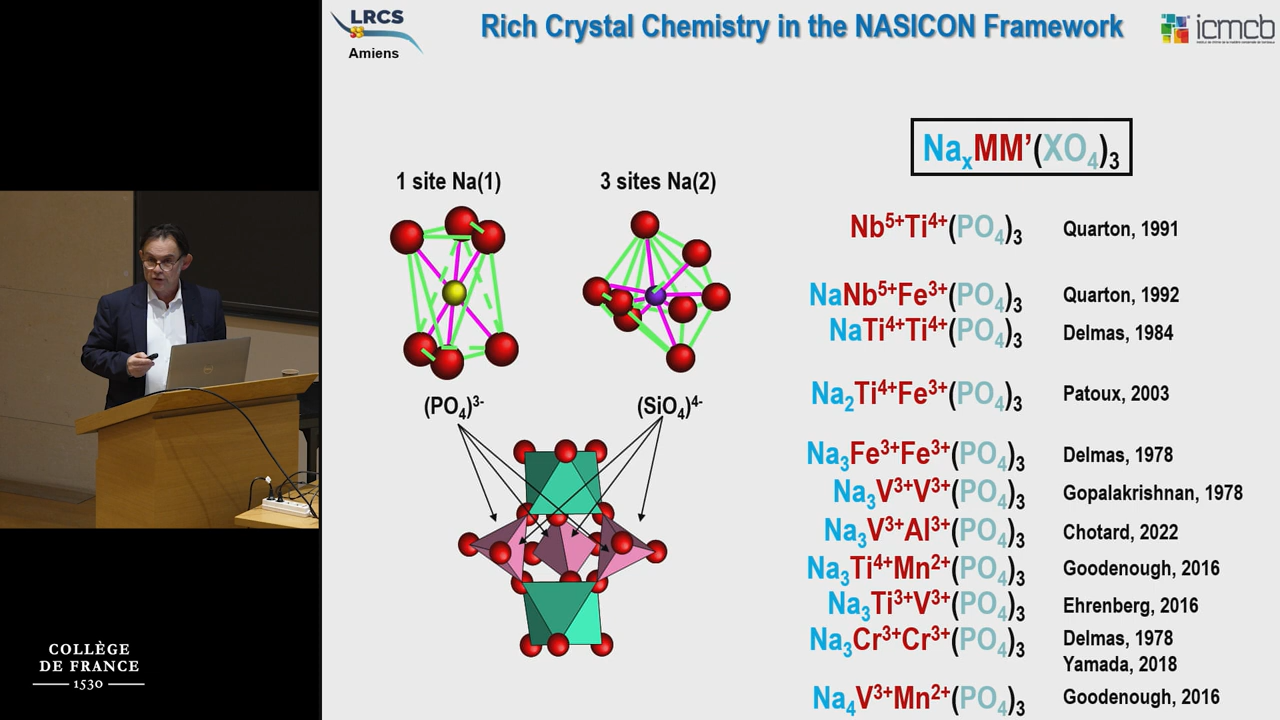 LRCS
Amiens
Rich Crystal Chemistry in the NASICON Framework
icmcb
NaₓMM’(XO₄)₃
1 site Na(1)
3 sites Na(2)
(PO₄)³⁻
(SiO₄)⁴⁻
Nb⁵⁺Ti⁴⁺(PO₄)₃ Quarton, 1991
NaNb⁵⁺Fe³⁺(PO₄)₃ Quarton, 1992
NaTi⁴⁺Ti⁴⁺(PO₄)₃ Delmas, 1984
Na₂Ti⁴⁺Fe³⁺(PO₄)₃ Patoux, 2003
Na₃Fe³⁺Fe³⁺(PO₄)₃ Delmas, 1978
Na₃V³⁺V³⁺(PO₄)₃ Gopalakrishnan, 1978
Na₃V³⁺Al³⁺(PO₄)₃ Chotard, 2022
Na₃Ti⁴⁺Mn²⁺(PO₄)₃ Goodenough, 2016
Na₃Ti³⁺V³⁺(PO₄)₃ Ehrenberg, 2016
Na₃Cr³⁺Cr³⁺(PO₄)₃ Delmas, 1978
Yamada, 2018
Na₄V³⁺Mn²⁺(PO₄)₃ Goodenough, 2016
COLLÈGE
DE FRANCE
1530